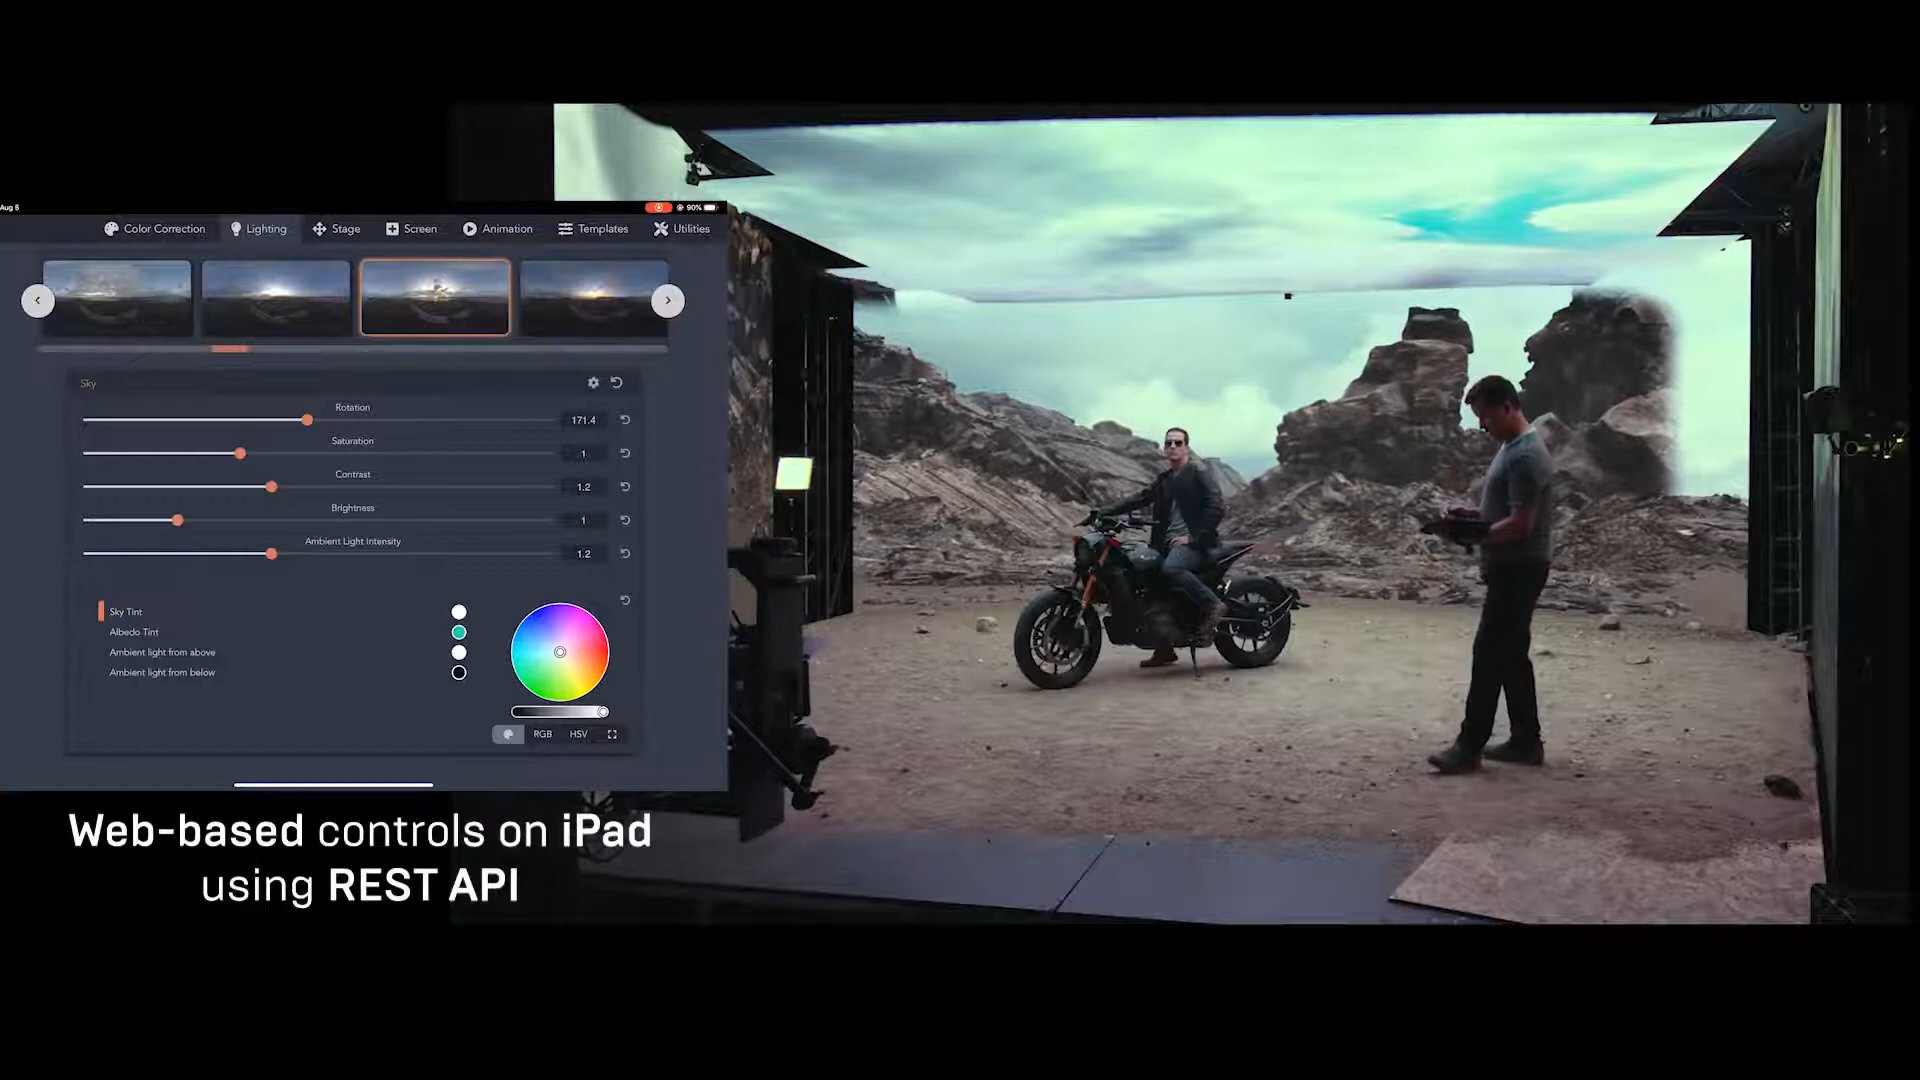 Aug 5
90%
Color Correction
Lighting
Stage
Screen
Animation
Templates
Utilities
Sky
Rotation
171.4
Saturation
1
Contrast
1.2
Brightness
1
Ambient Light Intensity
1.2
Sky Tint
Albedo Tint
Ambient light from above
Ambient light from below
RGB
HSV
Web-based controls on iPad
using REST API